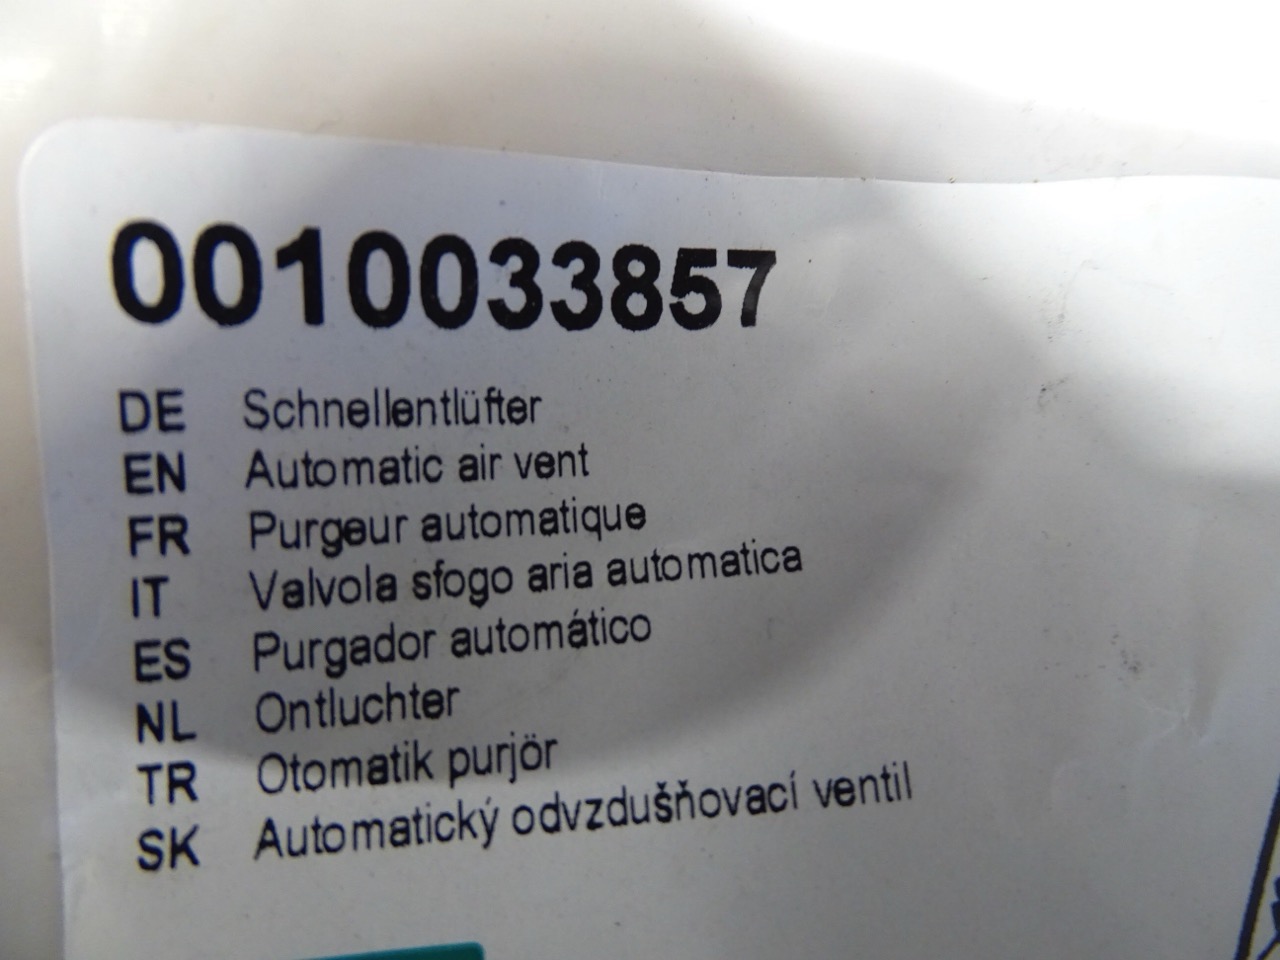 0010033857
DE Schnellentlüfter
EN Automatic air vent
FR Purgeur automatique
IT Valvola sfogo aria automatica
ES Purgador automático
NL Ontluchter
TR Otomatik purjör
SK Automatický odvzdušňovací ventil